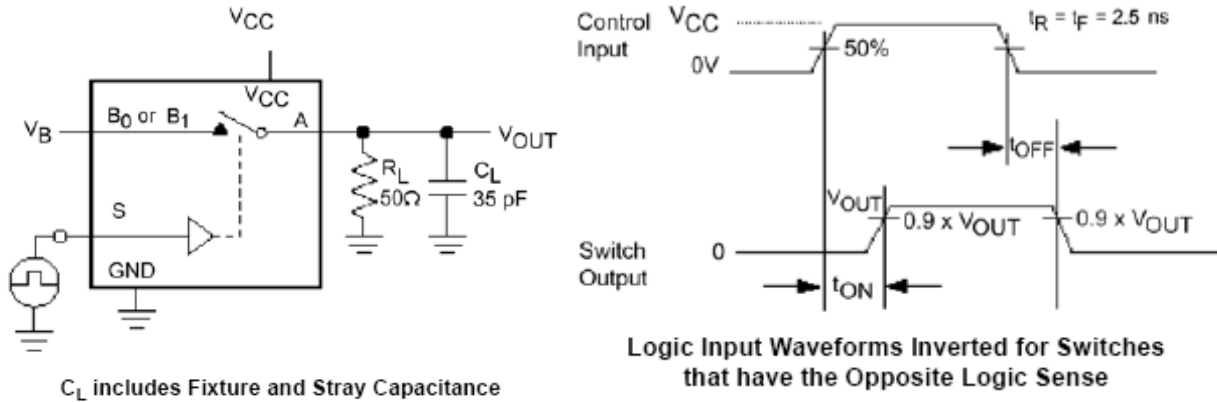 VCC
VCC
VB
B0 or B1
A
VOUT
RL
50Ω
CL
35 pF
S
GND
CL includes Fixture and Stray Capacitance
Control
Input
VCC
0V
50%
tR = tF = 2.5 ns
tOFF
VOUT
0.9 x VOUT
0.9 x VOUT
Switch
Output
0
tON
Logic Input Waveforms Inverted for Switches
that have the Opposite Logic Sense